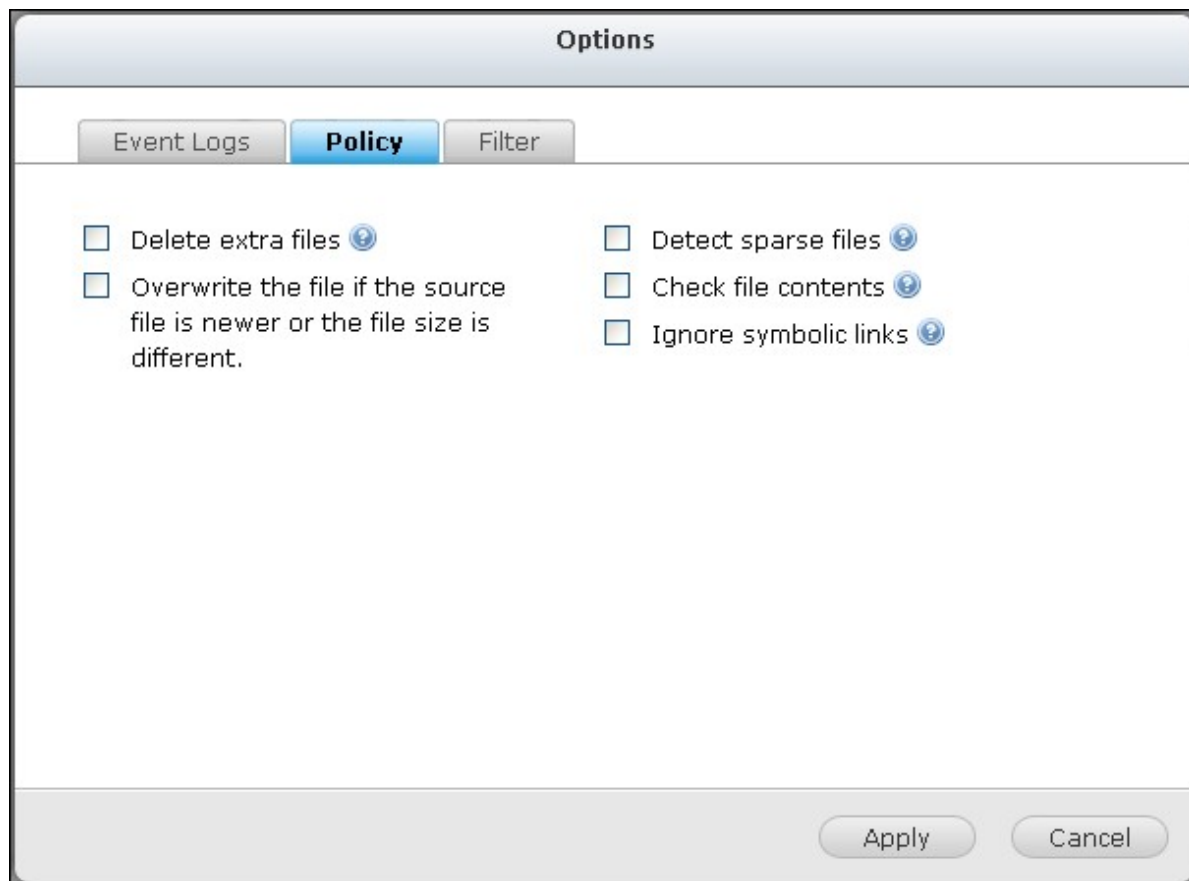 Options
Event Logs
Policy
Filter
Delete extra files
Overwrite the file if the source
file is newer or the file size is
different.
Detect sparse files
Check file contents
Ignore symbolic links
Apply
Cancel